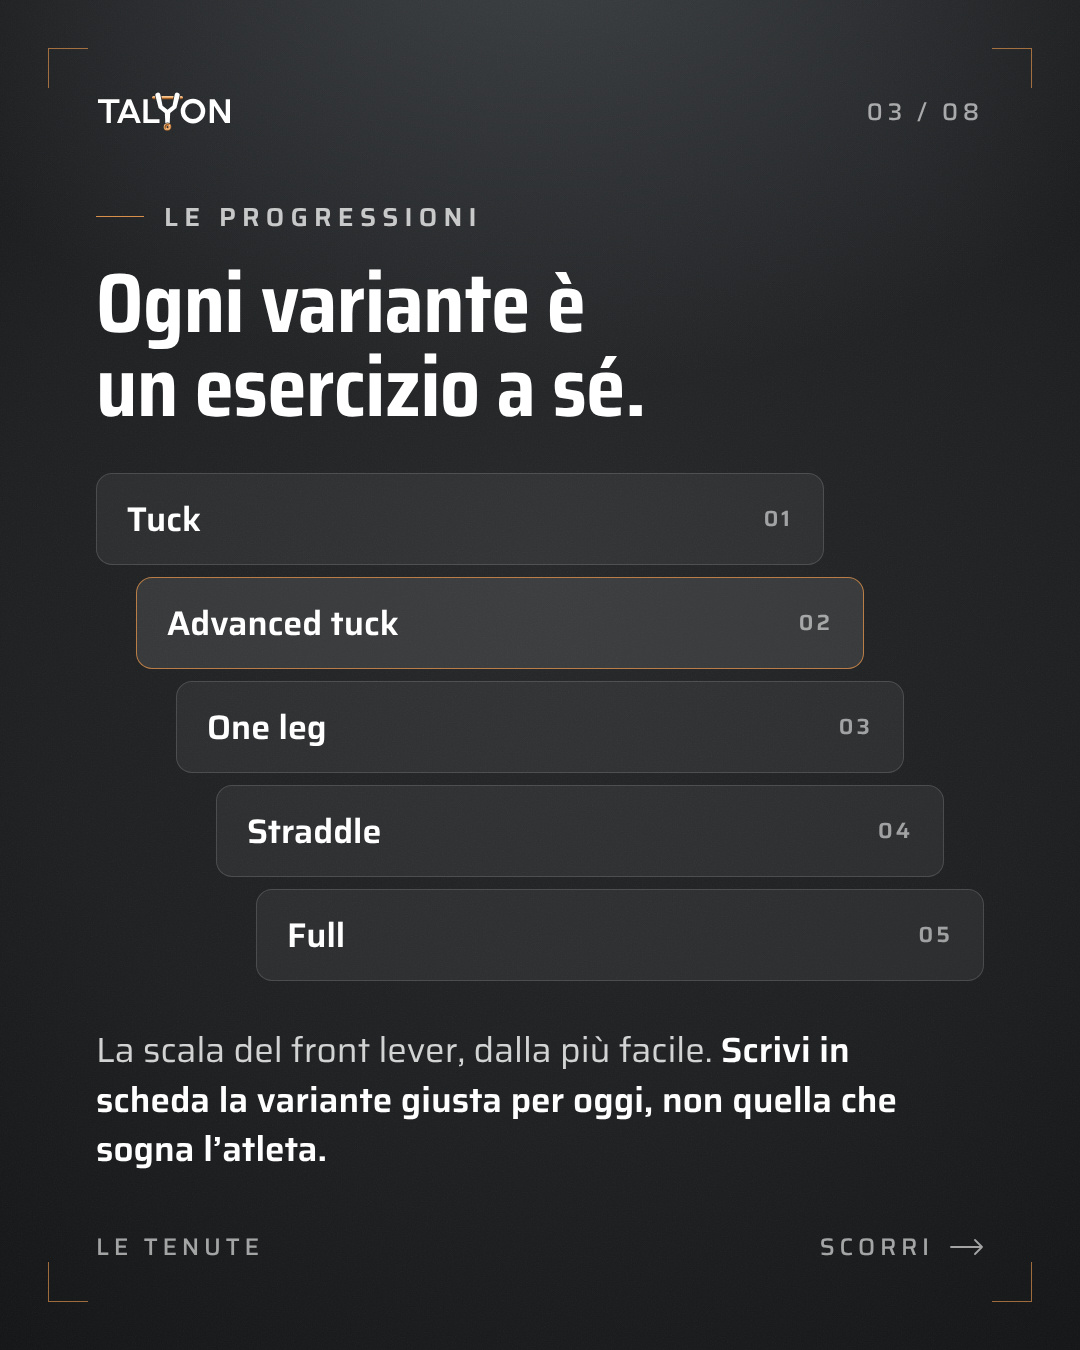 TALYON
03 / 08
LE PROGRESSIONI
Ogni variante è
un esercizio a sé.
Tuck 01
Advanced tuck 02
One leg 03
Straddle 04
Full 05
La scala del front lever, dalla più facile. Scrivi in
scheda la variante giusta per oggi, non quella che
sogna l’atleta.
LE TENUTE
SCORRI →